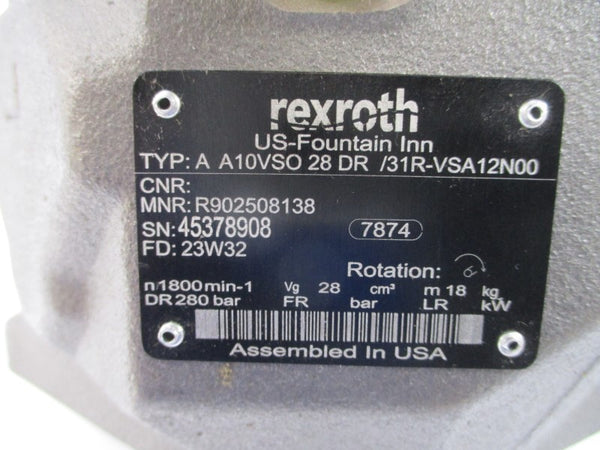 rexroth
US-Fountain Inn
TYP: A A10VSO 28 DR /31R-VSA12N00
CNR:
MNR: R902508138
SN: 45378908 7874
FD: 23W32
Rotation:
n1800 min-1 Vg 28 cm³ m 18 kg
DR 280 bar FR bar LR kW
Assembled In USA